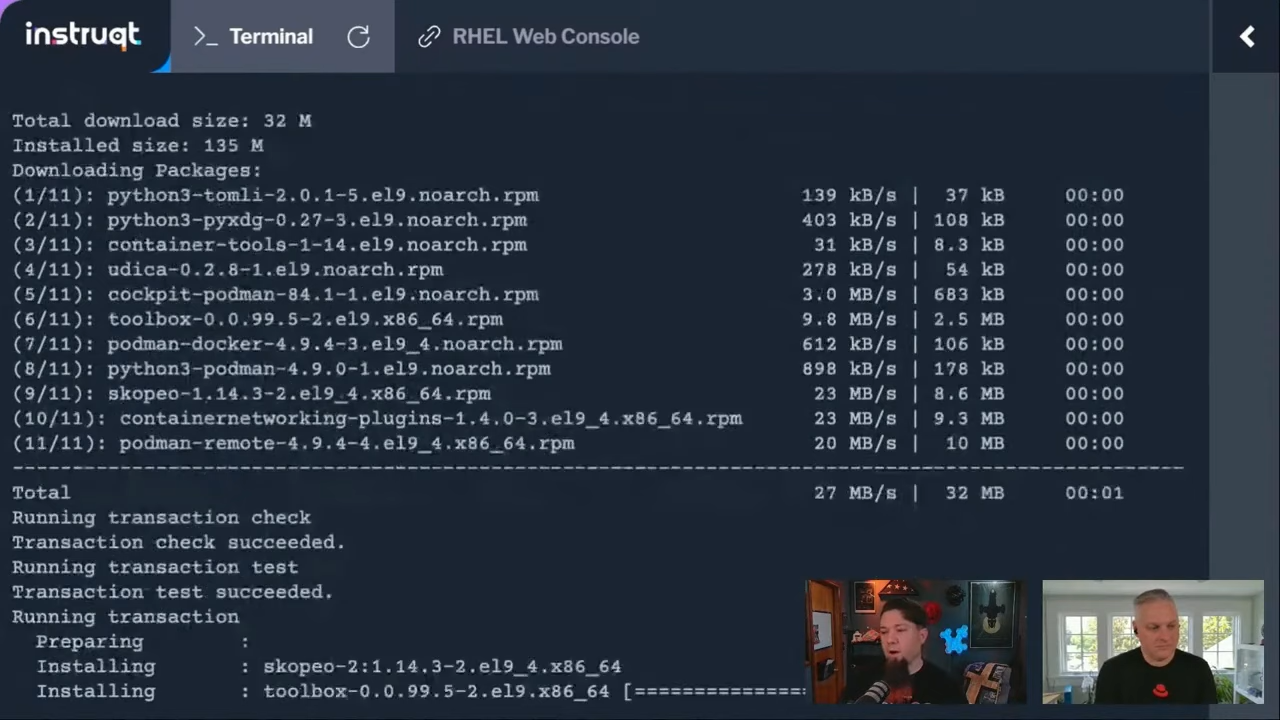 instruqt >_ Terminal RHEL Web Console
Total download size: 32 M
Installed size: 135 M
Downloading Packages:
(1/11): python3-tomli-2.0.1-5.el9.noarch.rpm 139 kB/s | 37 kB 00:00
(2/11): python3-pyxdg-0.27-3.el9.noarch.rpm 403 kB/s | 108 kB 00:00
(3/11): container-tools-1-14.el9.noarch.rpm 31 kB/s | 8.3 kB 00:00
(4/11): udica-0.2.8-1.el9.noarch.rpm 278 kB/s | 54 kB 00:00
(5/11): cockpit-podman-84.1-1.el9.noarch.rpm 3.0 MB/s | 683 kB 00:00
(6/11): toolbox-0.0.99.5-2.el9.x86_64.rpm 9.8 MB/s | 2.5 MB 00:00
(7/11): podman-docker-4.9.4-3.el9_4.noarch.rpm 612 kB/s | 106 kB 00:00
(8/11): python3-podman-4.9.0-1.el9.noarch.rpm 898 kB/s | 178 kB 00:00
(9/11): skopeo-1.14.3-2.el9_4.x86_64.rpm 23 MB/s | 8.6 MB 00:00
(10/11): containernetworking-plugins-1.4.0-3.el9_4.x86_64.rpm 23 MB/s | 9.3 MB 00:00
(11/11): podman-remote-4.9.4-4.el9_4.x86_64.rpm 20 MB/s | 10 MB 00:00
--------------------------------------------------------------------------------------------------
Total 27 MB/s | 32 MB 00:01
Running transaction check
Transaction check succeeded.
Running transaction test
Transaction test succeeded.
Running transaction
Preparing :
Installing : skopeo-2:1.14.3-2.el9_4.x86_64
Installing : toolbox-0.0.99.5-2.el9.x86_64 [===============